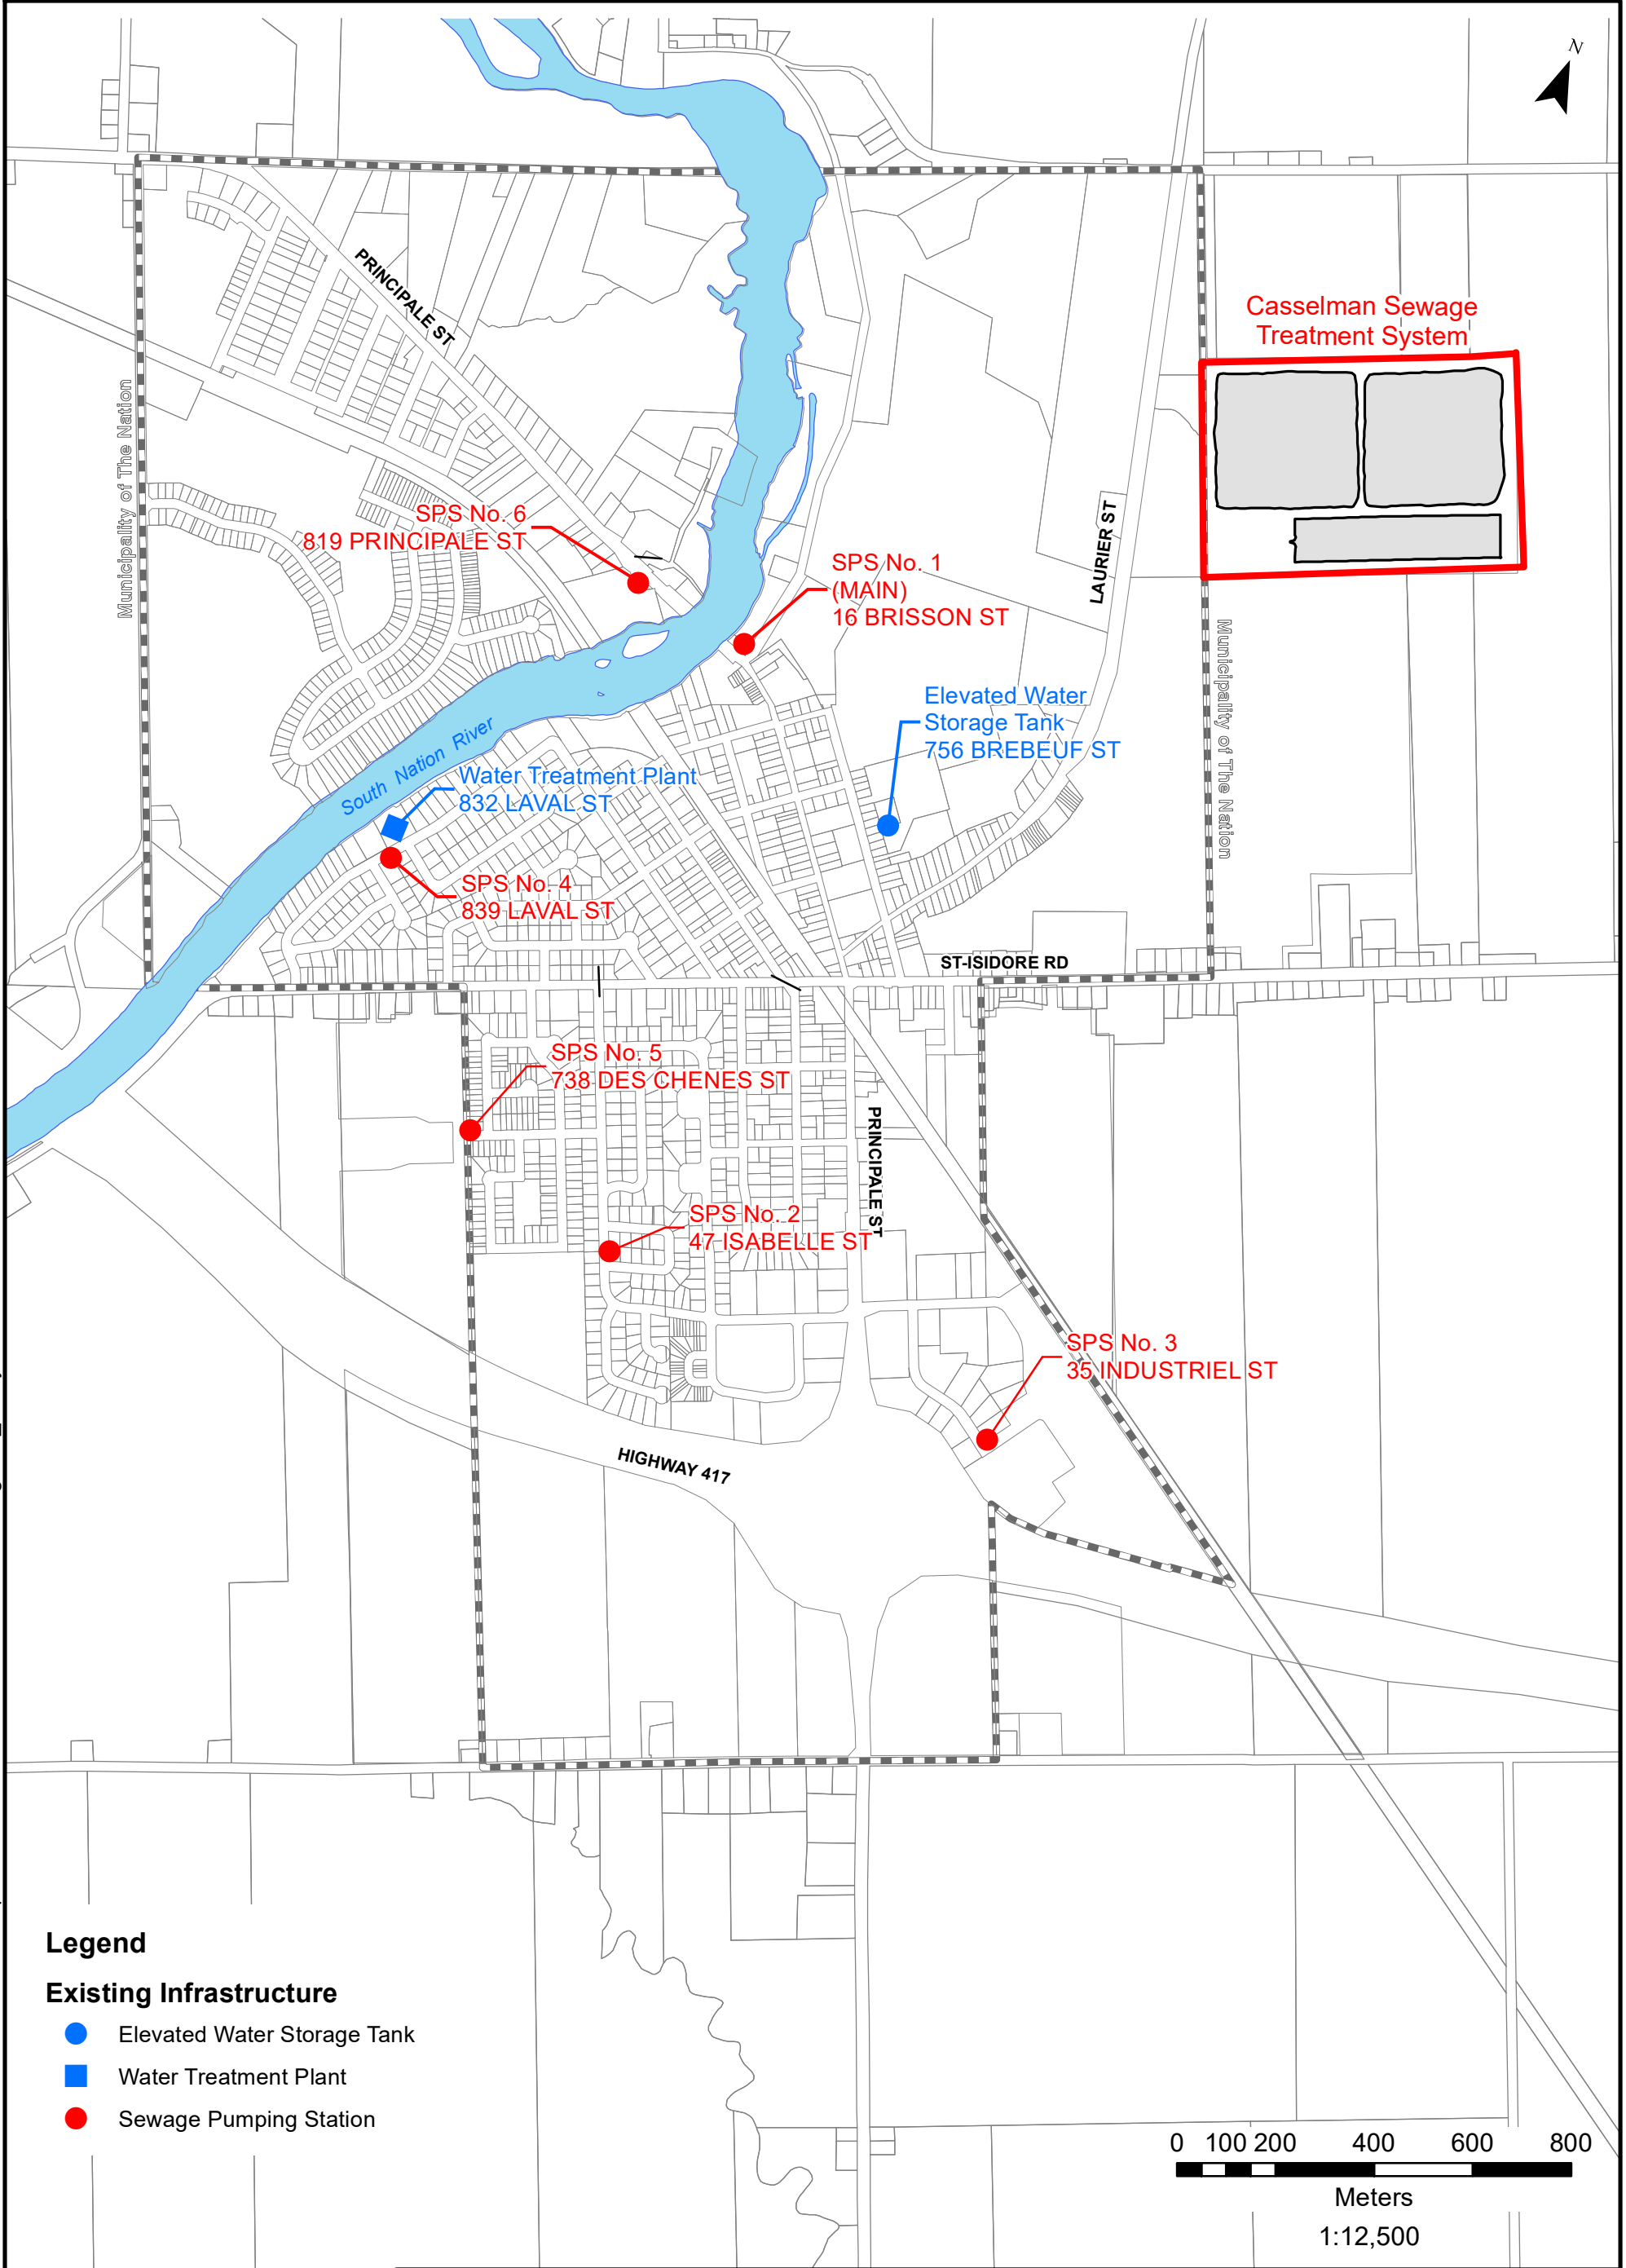 N
PRINCIPALE ST
Casselman Sewage
Treatment System
Municipality of The Nation
SPS No. 6
819 PRINCIPALE ST
LAURIER ST
SPS No. 1
(MAIN)
16 BRISSON ST
Municipality of The Nation
Elevated Water
Storage Tank
756 BREBEUF ST
South Nation River
Water Treatment Plant
832 LAVAL ST
SPS No. 4
839 LAVAL ST
ST-ISIDORE RD
SPS No. 5
738 DES CHENES ST
PRINCIPALE ST
SPS No. 2
47 ISABELLE ST
SPS No. 3
35 INDUSTRIEL ST
HIGHWAY 417
Legend
Existing Infrastructure
Elevated Water Storage Tank
Water Treatment Plant
Sewage Pumping Station
0 100 200 400 600 800
Meters
1:12,500